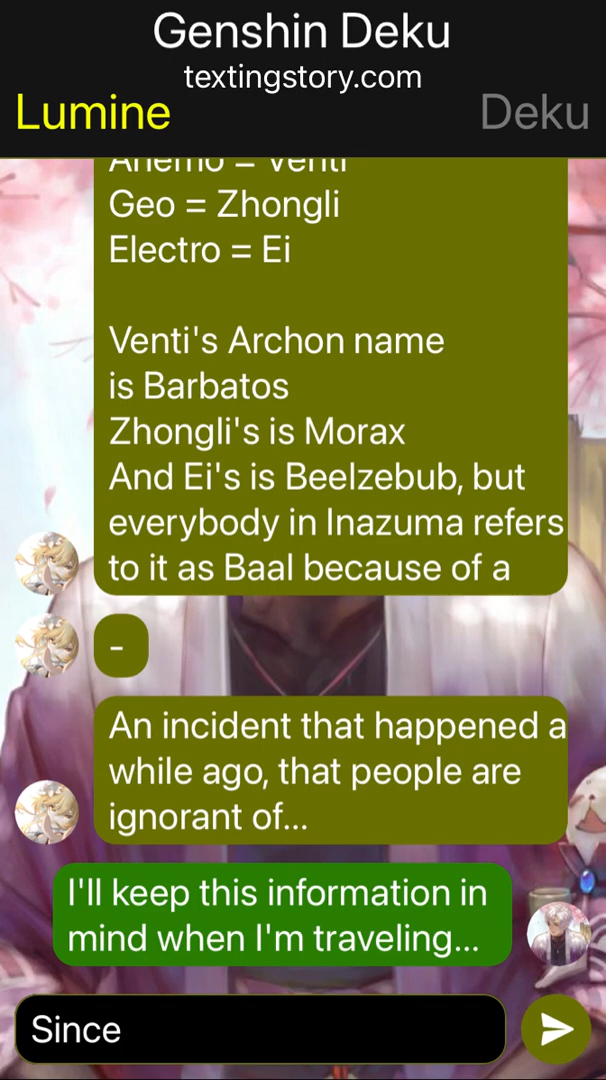 Genshin Deku
textingstory.com
Lumine
Deku
Anemo = Venti
Geo = Zhongli
Electro = Ei
Venti's Archon name
is Barbatos
Zhongli's is Morax
And Ei's is Beelzebub, but
everybody in Inazuma refers
to it as Baal because of a
-
An incident that happened a
while ago, that people are
ignorant of...
I'll keep this information in
mind when I'm traveling...
Since